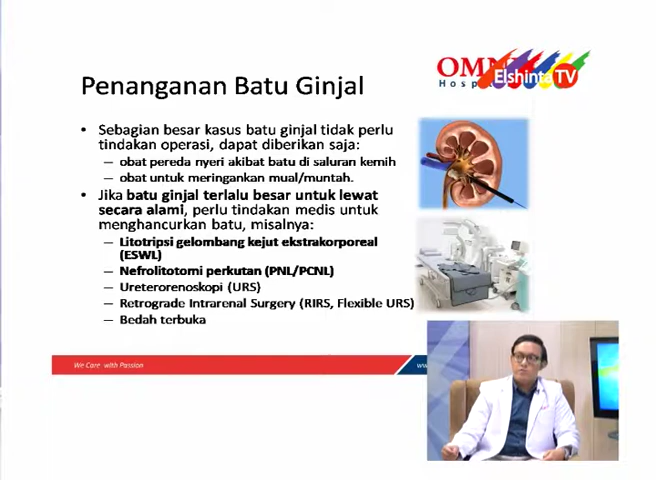 Penanganan Batu Ginjal
OMNI
Hospitals
Elshinta TV
• Sebagian besar kasus batu ginjal tidak perlu
tindakan operasi, dapat diberikan saja:
— obat pereda nyeri akibat batu di saluran kemih
— obat untuk meringankan mual/muntah.
• Jika batu ginjal terlalu besar untuk lewat
secara alami, perlu tindakan medis untuk
menghancurkan batu, misalnya:
— Litotripsi gelombang kejut ekstrakorporeal
(ESWL)
— Nefrolitotomi perkutan (PNL/PCNL)
— Ureterorenoskopi (URS)
— Retrograde Intrarenal Surgery (RIRS, Flexible URS)
— Bedah terbuka
We Care with Passion